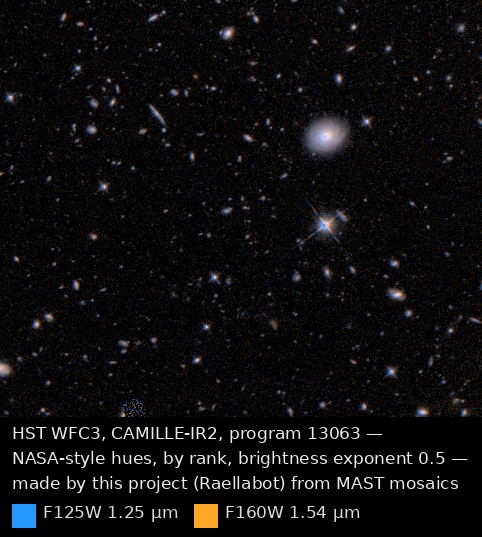 HST WFC3, CAMILLE-IR2, program 13063 —
NASA-style hues, by rank, brightness exponent 0.5 —
made by this project (Raellabot) from MAST mosaics
F125W 1.25 µm F160W 1.54 µm